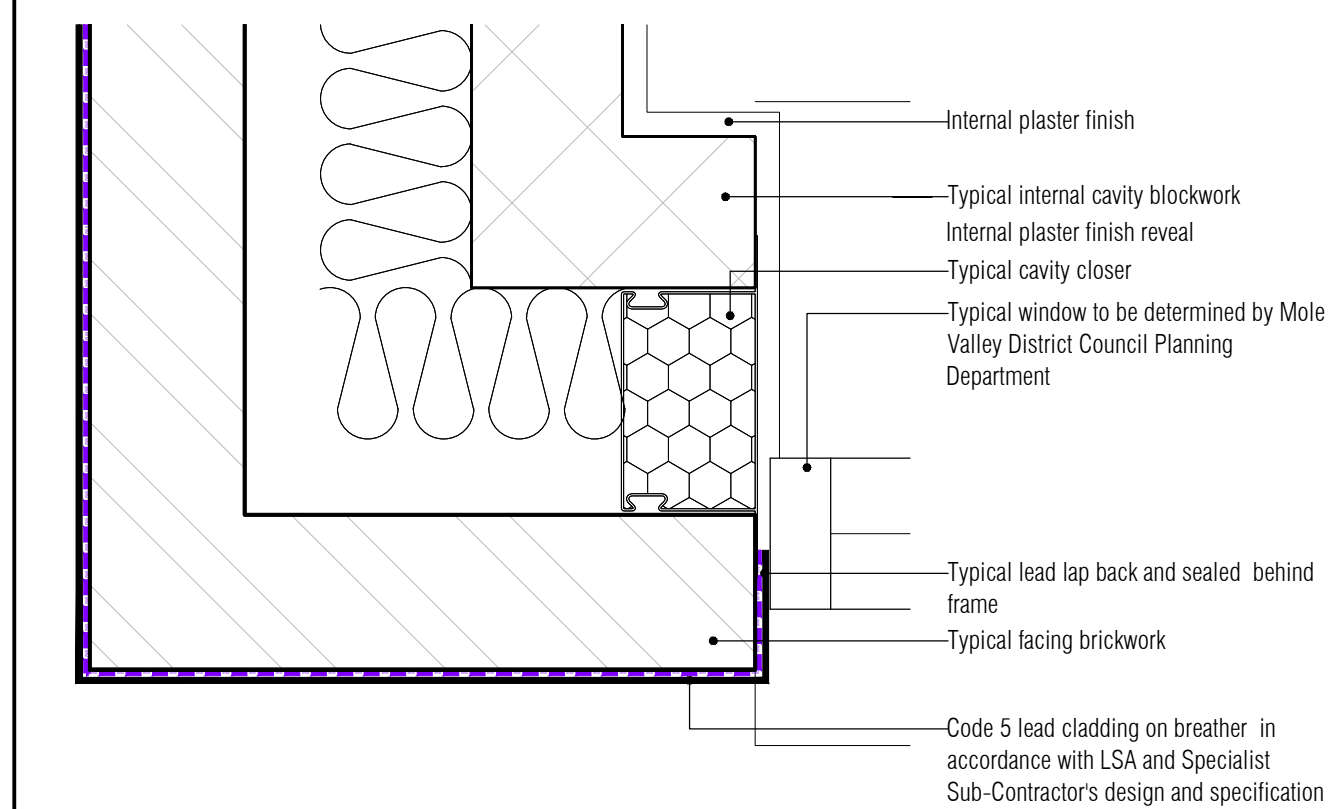 Internal plaster finish
Typical internal cavity blockwork
Internal plaster finish reveal
Typical cavity closer
Typical window to be determined by Mole
Valley District Council Planning
Department
Typical lead lap back and sealed behind
frame
Typical facing brickwork
Code 5 lead cladding on breather in
accordance with LSA and Specialist
Sub-Contractor's design and specification